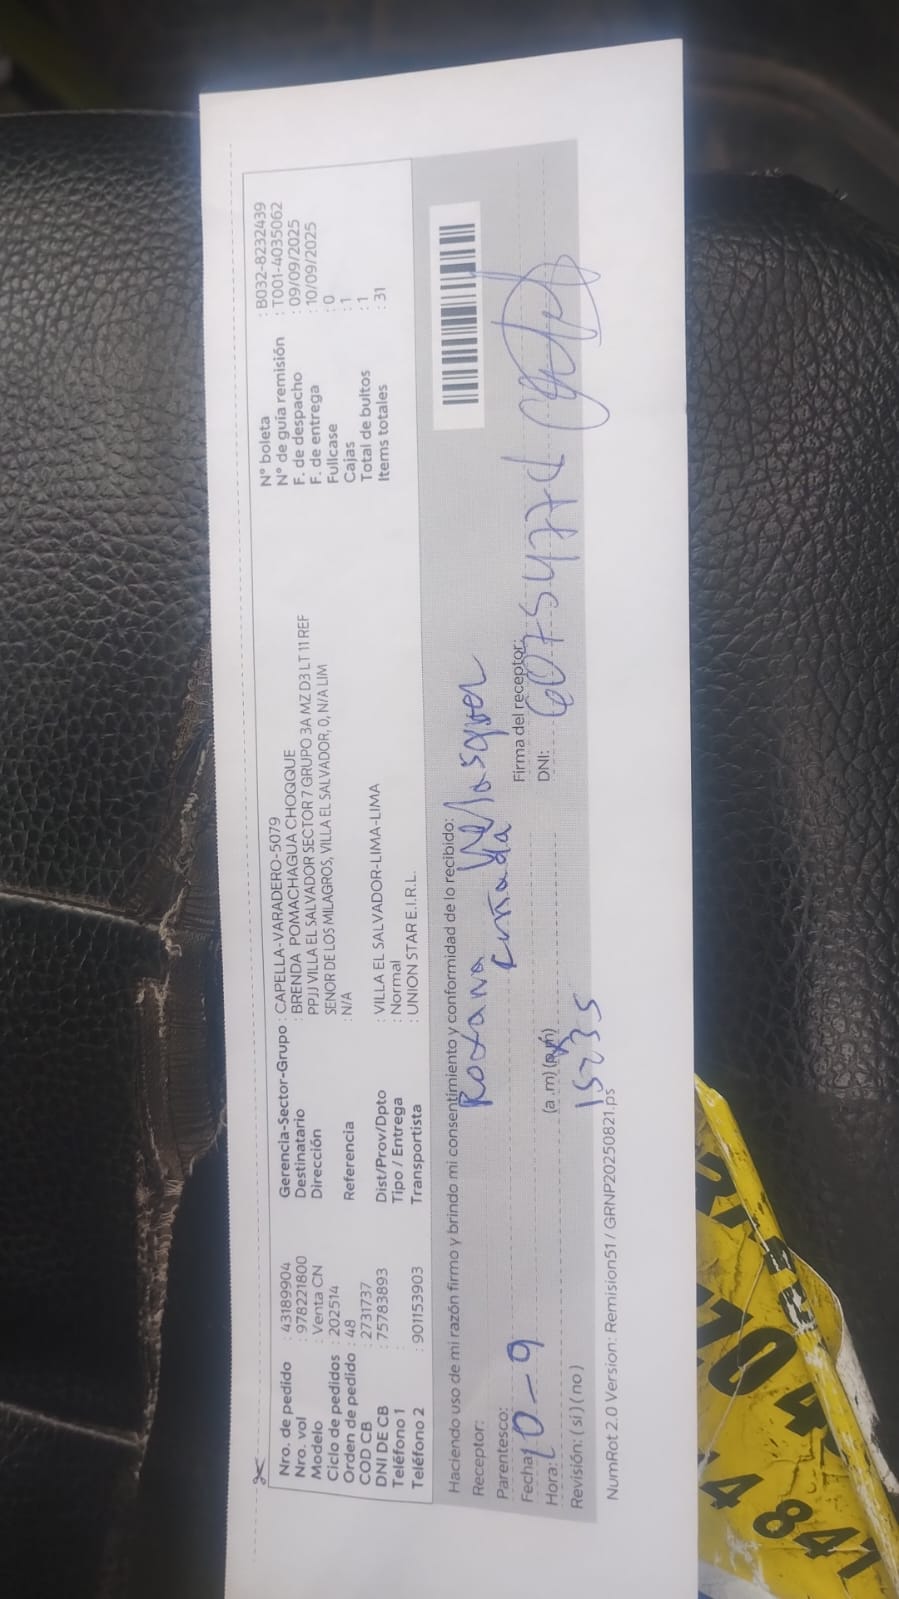 Nro. de pedido : 43189904
Nro. vol : 978221800
Modelo : Venta CN
Ciclo de pedidos : 202514
Orden de pedido : 48
COD CB : 2731737
DNI DE CB : 75783893
Teléfono 1 :
Teléfono 2 : 901153903
Gerencia-Sector-Grupo : CAPELLA-VARADERO-5079
Destinatario : BRENDA POMACHAGUA CHOQQUE
Dirección : PPJJ VILLA EL SALVADOR SECTOR 7 GRUPO 3A MZ D3 LT 11 REF
SENOR DE LOS MILAGROS, VILLA EL SALVADOR, 0, N/A LIM
Referencia : N/A
Dist/Prov/Dpto : VILLA EL SALVADOR-LIMA-LIMA
Tipo / Entrega : Normal
Transportista : UNION STAR E.I.R.L.
N° boleta : B032-8232439
N° de guía remisión : T001-4035062
F. de despacho : 09/09/2025
F. de entrega : 10/09/2025
Fullcase : 0
Cajas : 1
Total de bultos : 1
Items totales : 31
Haciendo uso de mi razón firmo y brindo mi consentimiento y conformidad de lo recibido:
Receptor: Roxana Velasquez
Parentesco: cuñada
Firma del receptor:
Fecha: 10-9
DNI: 60754774
Hora: (a .m) (p.m) 1535
Revisión: ( si ) ( no )
NumRot 2.0 Version: Remision51 / GRNP20250821.ps
4 841